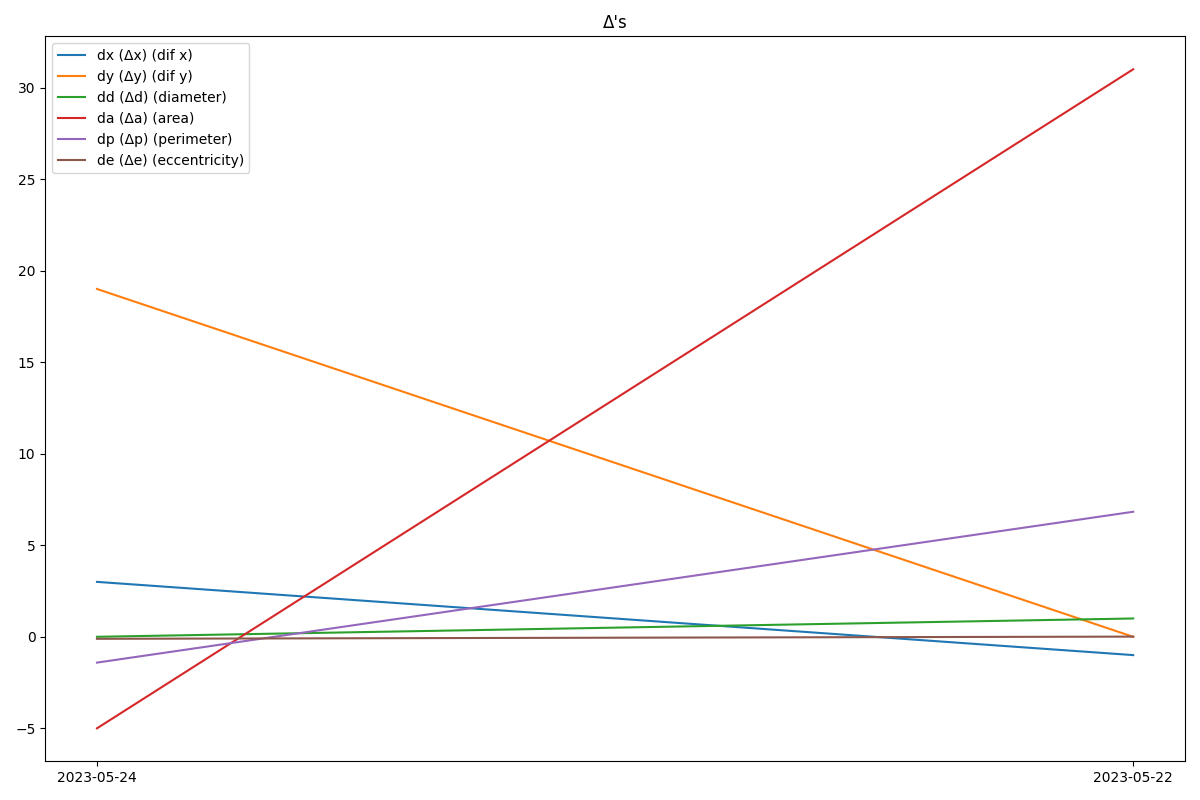 Δ's
dx (Δx) (dif x)
dy (Δy) (dif y)
dd (Δd) (diameter)
da (Δa) (area)
dp (Δp) (perimeter)
de (Δe) (eccentricity)
30
25
20
15
10
5
0
−5
2023-05-24
2023-05-22